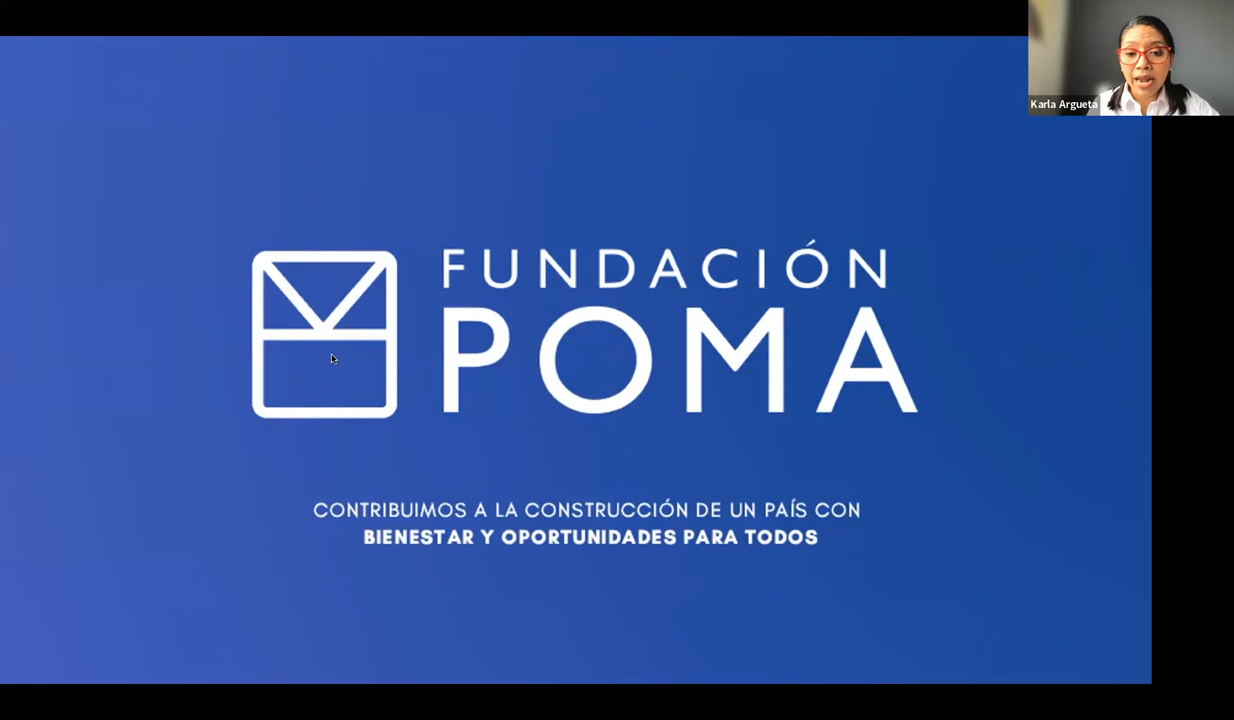 Karla Argueta
FUNDACIÓN
POMA
CONTRIBUIMOS A LA CONSTRUCCIÓN DE UN PAÍS CON
BIENESTAR Y OPORTUNIDADES PARA TODOS